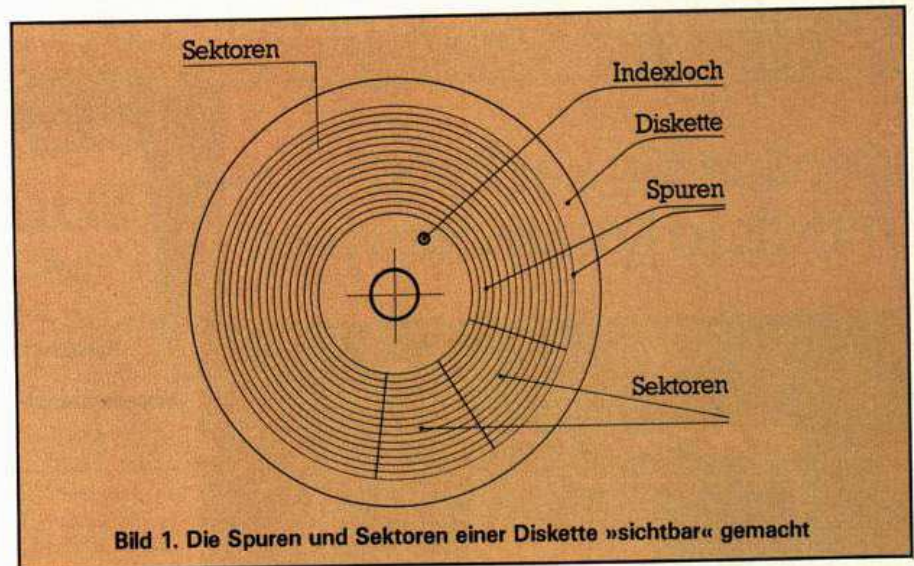 Sektoren
Indexloch
Diskette
Spuren
Sektoren
Bild 1. Die Spuren und Sektoren einer Diskette »sichtbar« gemacht